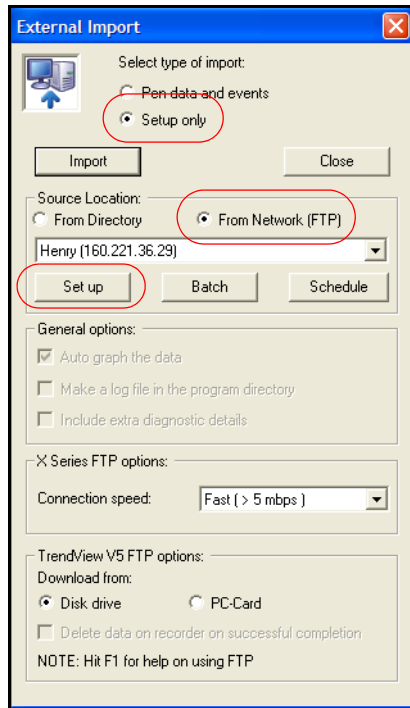 External Import
Select type of import:
Pen data and events
Setup only
Import Close
Source Location:
From Directory From Network (FTP)
Henry (160.221.36.29)
Set up Batch Schedule
General options:
Auto graph the data
Make a log file in the program directory
Include extra diagnostic details
X Series FTP options:
Connection speed: Fast ( > 5 mbps )
TrendView V5 FTP options:
Download from:
Disk drive PC-Card
Delete data on recorder on successful completion
NOTE: Hit F1 for help on using FTP